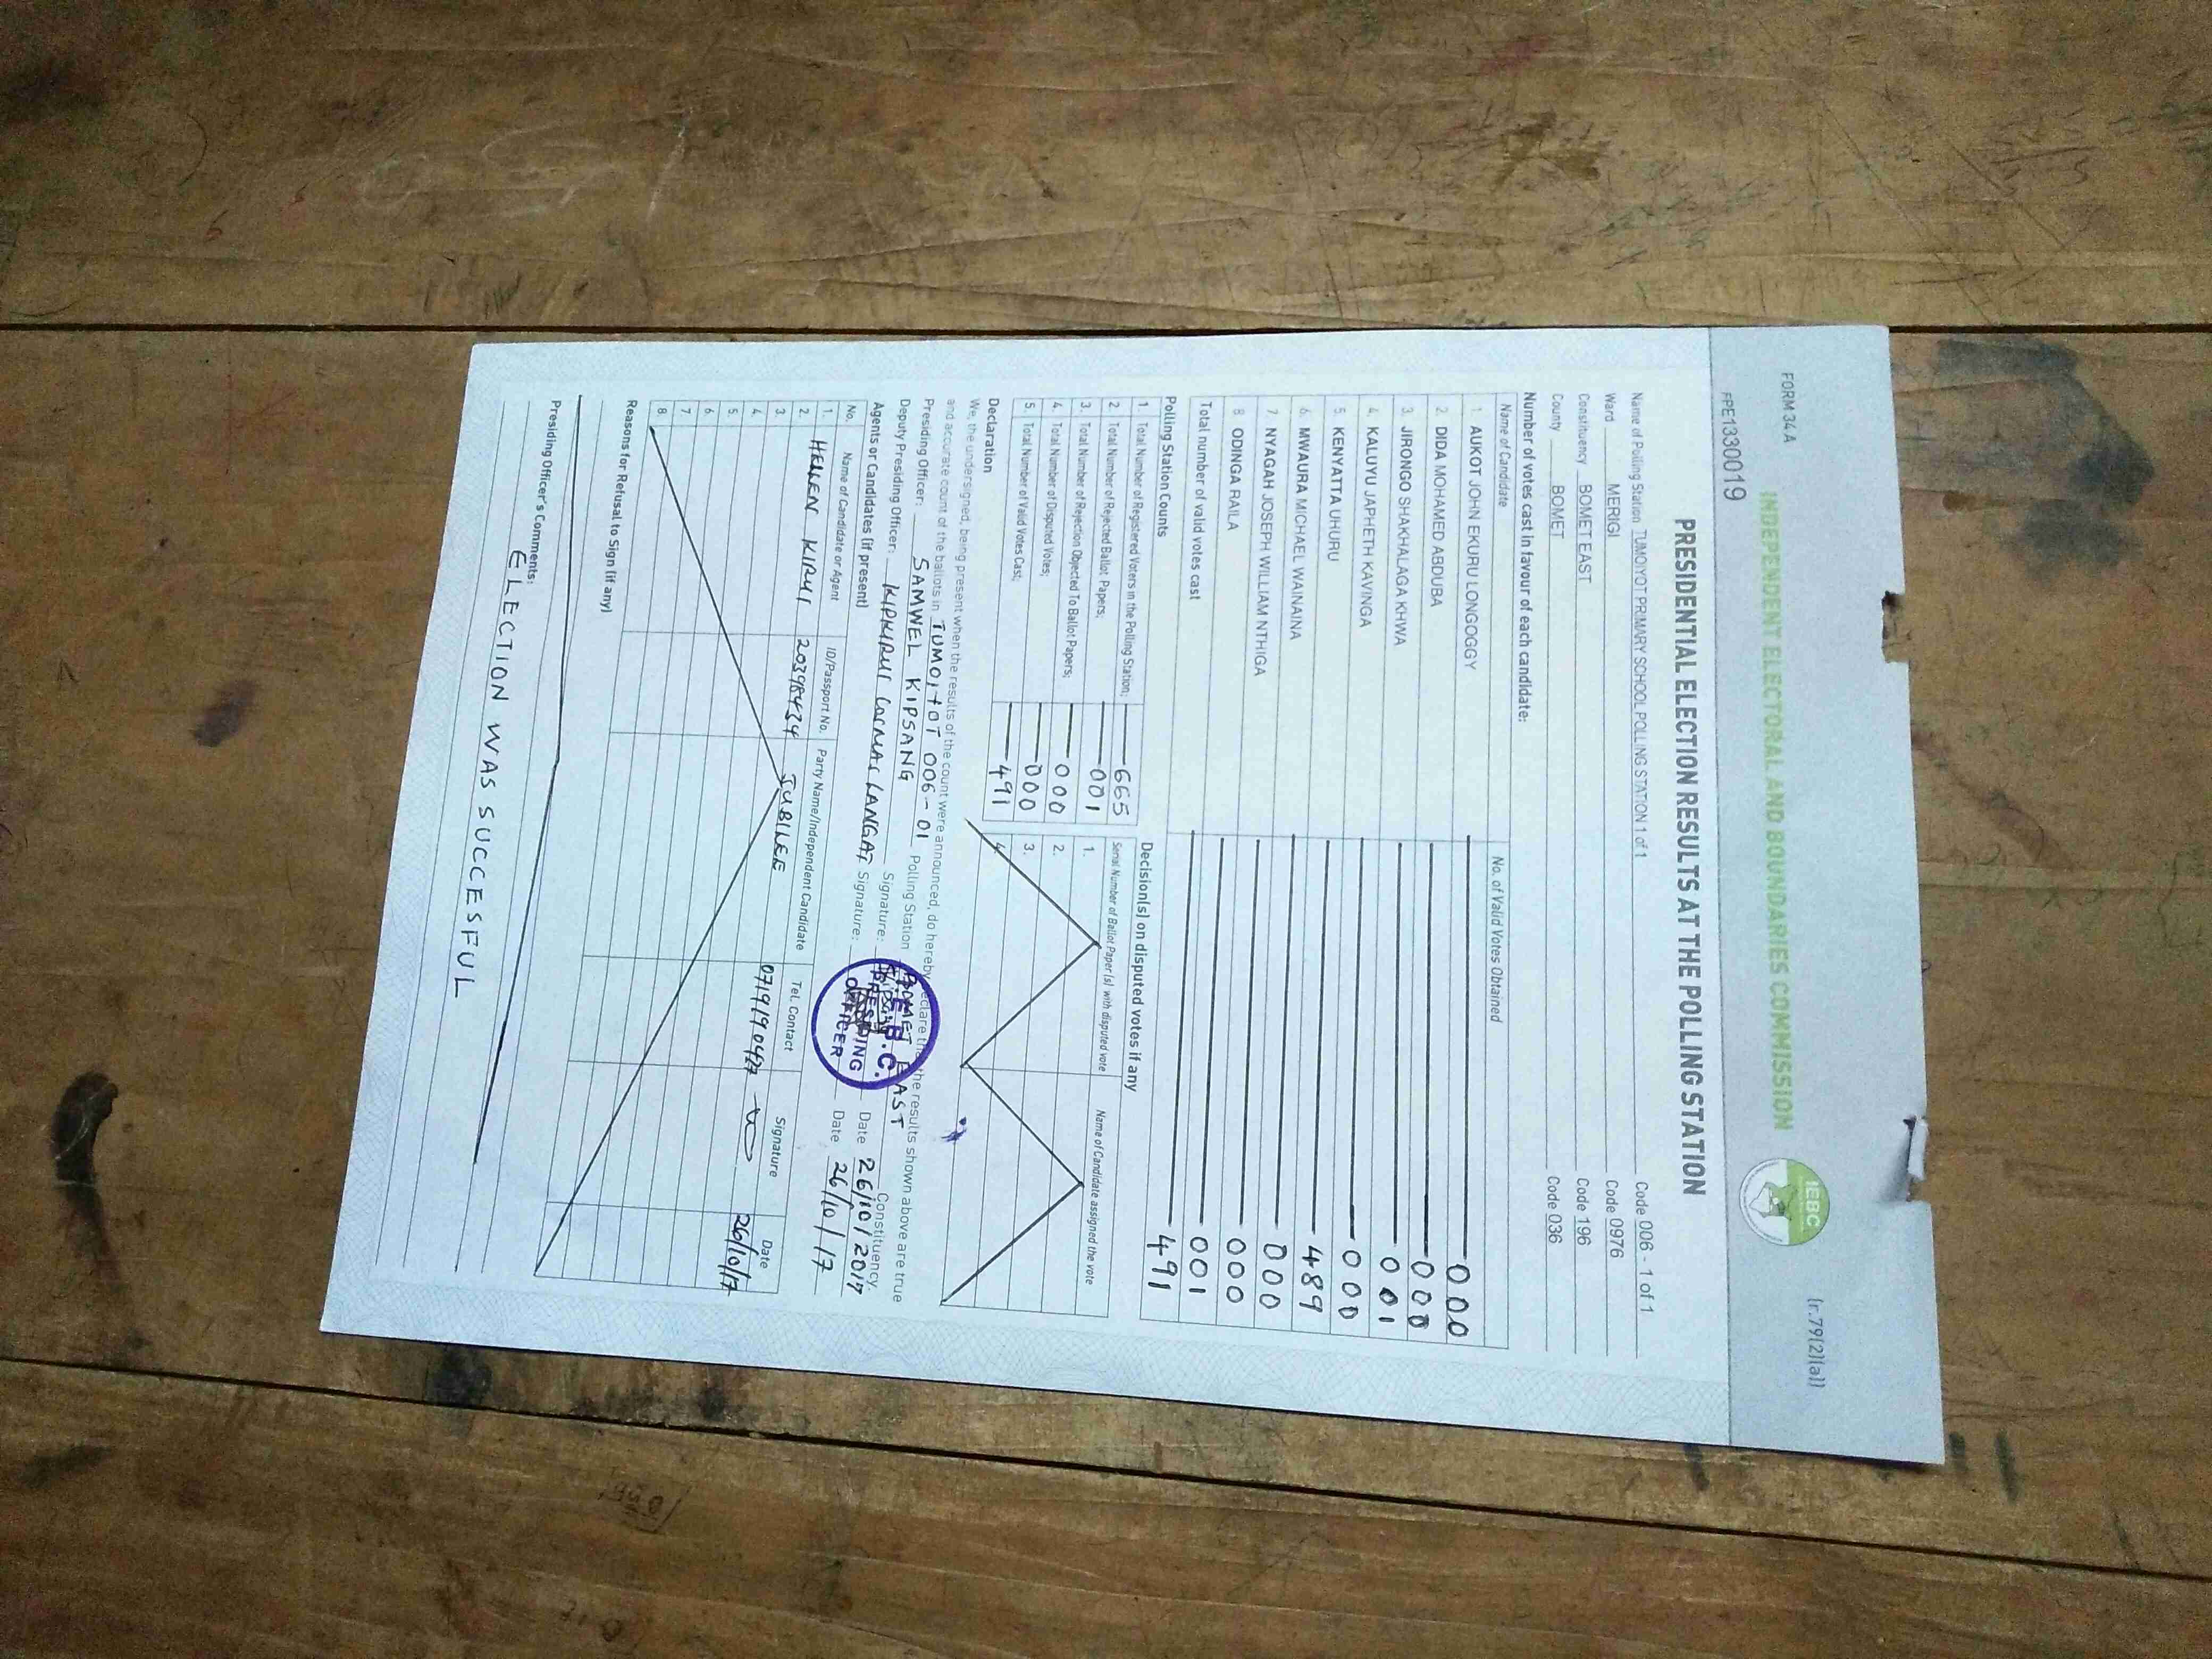 FORM 34A
(r.79(2)(a))
INDEPENDENT ELECTORAL AND BOUNDARIES COMMISSION
IEBC
PPE1330019
PRESIDENTIAL ELECTION RESULTS AT THE POLLING STATION
Name of Polling Station TUMOIYOT PRIMARY SCHOOL POLLING STATION 1 of 1 Code 006 - 1 of 1
Ward MERIGI Code 0976
Constituency BOMET EAST Code 196
County BOMET Code 036
Number of votes cast in favour of each candidate:
Name of Candidate No. of Valid Votes Obtained
1. AUKOT JOHN EKURU LONGOGGY 000
2. DIDA MOHAMED ABDUBA 000
3. JIRONGO SHAKHALAGA KHWA 001
4. KALUYU JAPHETH KAVINGA 000
5. KENYATTA UHURU 489
6. MWAURA MICHAEL WAINAINA 000
7 NYAGAH JOSEPH WILLIAM NTHIGA 000
8 ODINGA RAILA 001
Total number of valid votes cast 491
Polling Station Counts
1. Total Number of Registered Voters in the Polling Station; 665
2. Total Number of Rejected Ballot Papers; 001
3. Total Number of Rejection Objected To Ballot Papers; 000
4. Total Number of Disputed Votes; 000
5. Total Number of Valid Votes Cast; 491
Decision(s) on disputed votes if any
Serial Number of Ballot Paper(s) with disputed vote Name of Candidate assigned the vote
1.
2.
3.
4.
Declaration
We, the undersigned, being present when the results of the count were announced, do hereby declare that the results shown above are true
and accurate count of the ballots in TUMOIYOT 006-01 Polling Station BOMET EAST Constituency.
Presiding Officer: SAMWEL KIPSANG Signature: Date 26/10/2017
Deputy Presiding Officer: KIPKIRUI LANGAT Signature: Date 26/10/17
I.E.B.C.
PRESIDING
OFFICER
Agents or Candidates (if present)
No. Name of Candidate or Agent ID/Passport No. Party Name/Independent Candidate Tel. Contact Signature Date
1. HELLEN KIRUI 20398434 JUBILEE 0719190427 26/10/17
2.
3.
4.
5.
6
7
8
Reasons for Refusal to Sign (if any)
Presiding Officer's Comments:
ELECTION WAS SUCCESSFUL